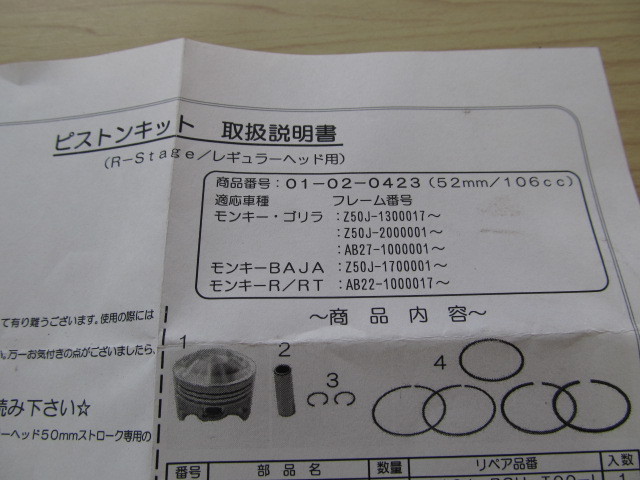 ピストンキット 取扱説明書
(R-Stage/レギュラーヘッド用)
商品番号:01-02-0423(52mm/106cc)
適応車種 フレーム番号
モンキー・ゴリラ:Z50J-1300017~
:Z50J-2000001~
:AB27-1000001~
モンキーBAJA:Z50J-1700001~
モンキーR/RT:AB22-1000017~
~商品内容~
て有り難うございます。使用の際には
万一お気付きの点がございましたら、
読み下さい☆
ーヘッド50mmストローク専用の
1
2
3
4
番号 部品名 数量 リペア品番 入数